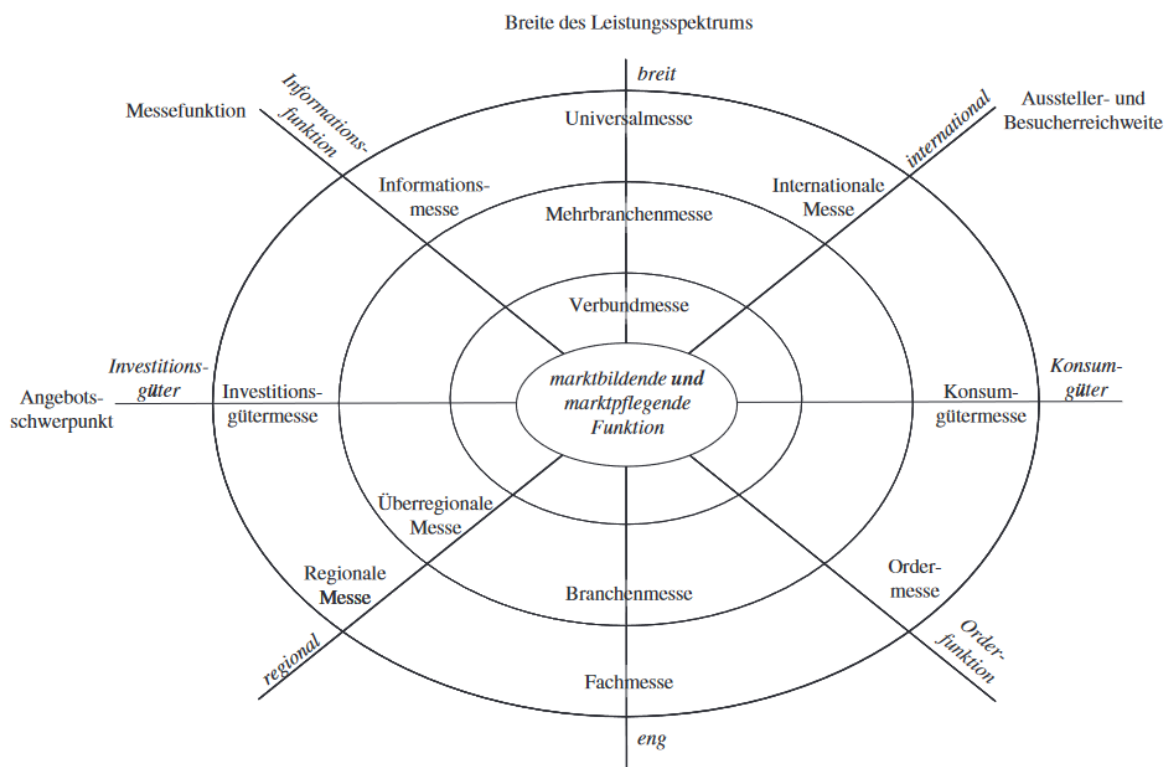 Breite des Leistungsspektrums
breit
Informations-
funktion
Messefunktion
international
Aussteller- und
Besucherreichweite
Universalmesse
Informations-
messe
Internationale
Messe
Mehrbranchenmesse
Verbundmesse
Investitions-
güter
Angebots-
schwerpunkt
Investitions-
gütermesse
marktbildende und
marktpflegende
Funktion
Konsum-
gütermesse
Konsum-
güter
Überregionale
Messe
Regionale
Messe
regional
Branchenmesse
Order-
messe
Order-
funktion
Fachmesse
eng